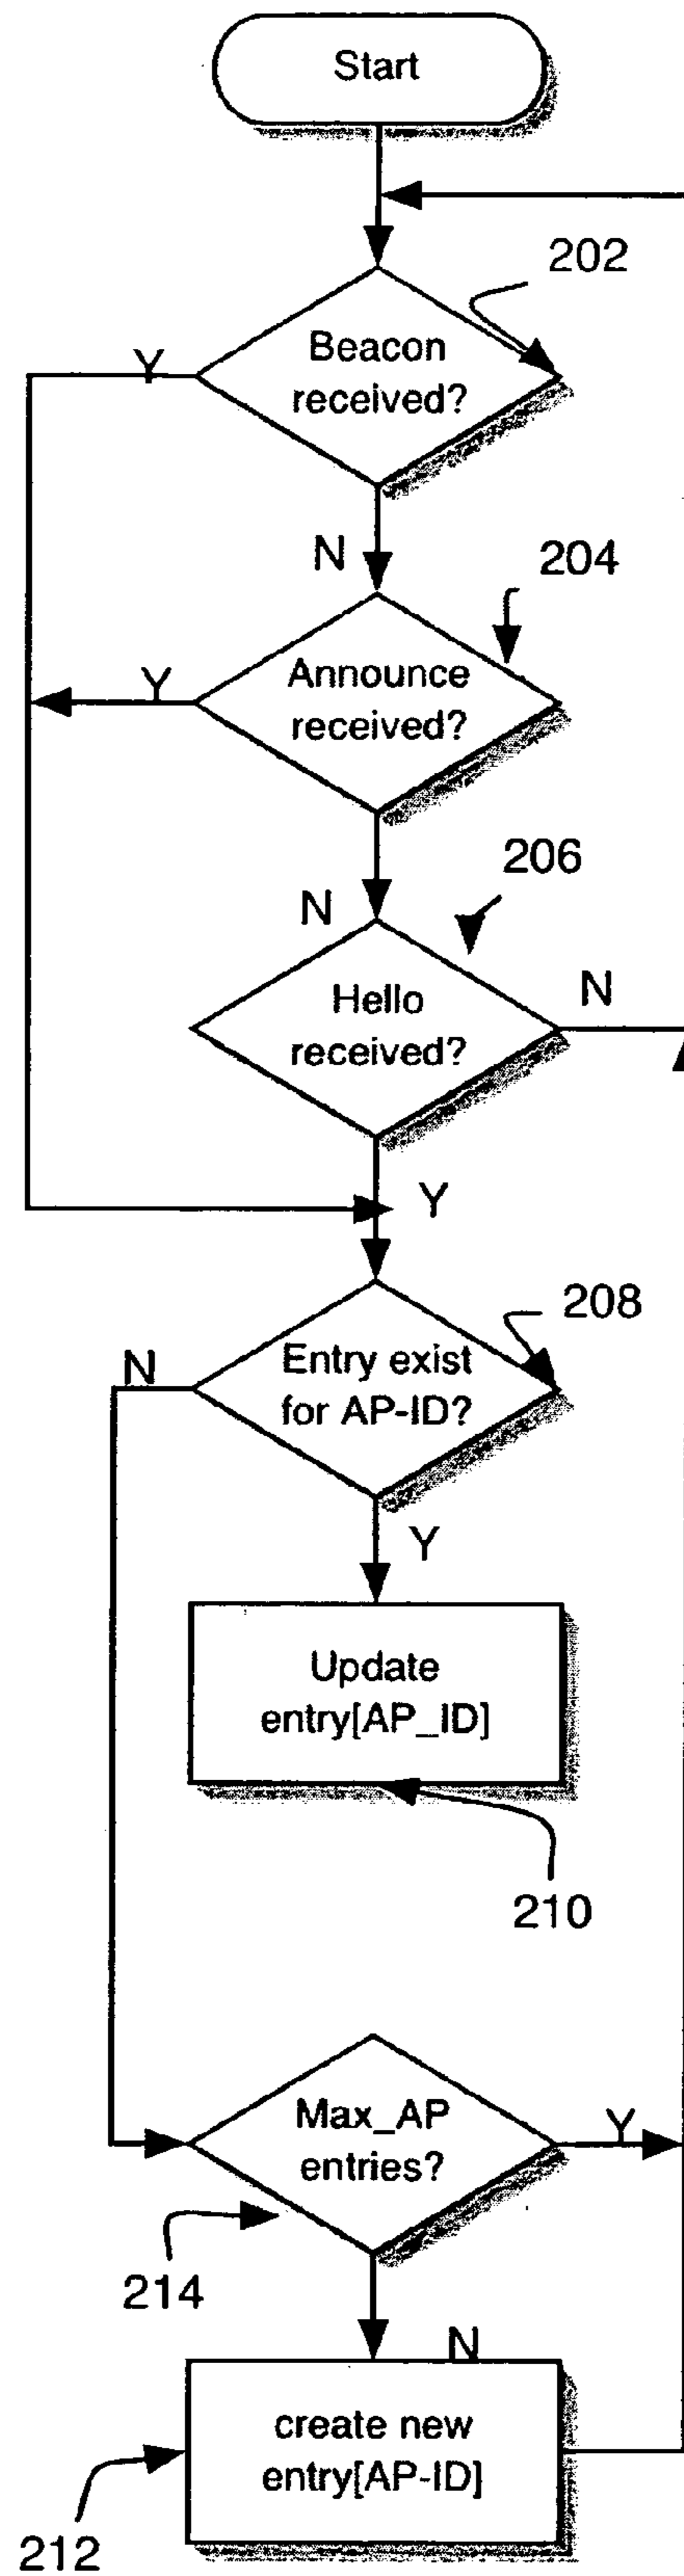 Start
202
Beacon
received?
Y
N
204
Announce
received?
Y
206
N
Hello
received?
N
Y
208
Entry exist
for AP-ID?
N
Y
Update
entry[AP_ID]
210
Max_AP
entries?
Y
214
N
create new
entry[AP-ID]
212